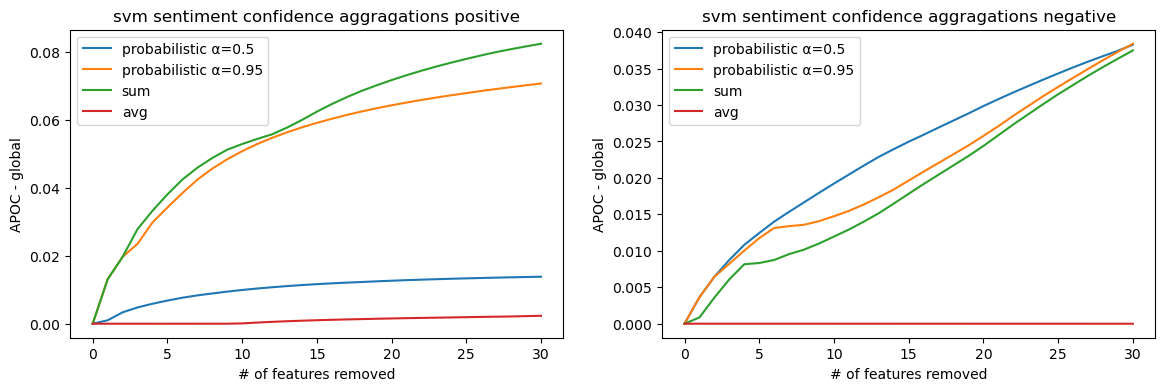 svm sentiment confidence aggragations positive
APOC - global
0.08
0.06
0.04
0.02
0.00
probabilistic α=0.5
probabilistic α=0.95
sum
avg
0 5 10 15 20 25 30
# of features removed
svm sentiment confidence aggragations negative
APOC - global
0.040
0.035
0.030
0.025
0.020
0.015
0.010
0.005
0.000
probabilistic α=0.5
probabilistic α=0.95
sum
avg
0 5 10 15 20 25 30
# of features removed